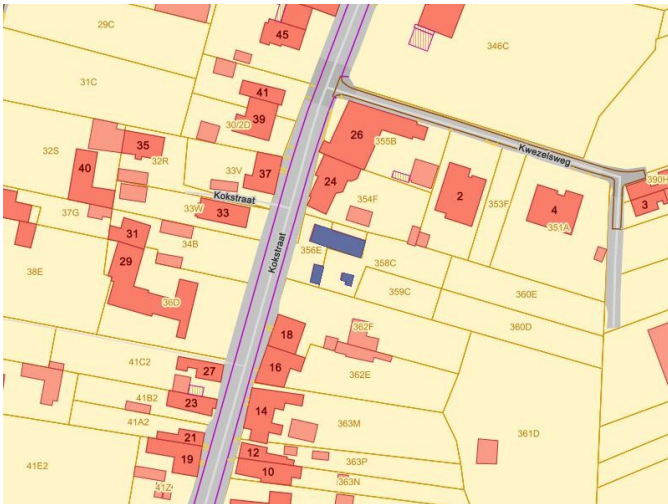 29C
45
346C
31C
41
39
30/2D
26
355B
Kwezelsweg
32S
35
32R
40
33V
37
24
2
353F
390H
3
354F
4
351A
37G
Kokstraat
33W
33
31
34B
Kokstraat
356E
358C
38E
29
36D
359C
360E
360D
18
362F
41C2
27
16
362E
41B2
23
14
41A2
363M
361D
21
19
12
10
363P
363N
41E2